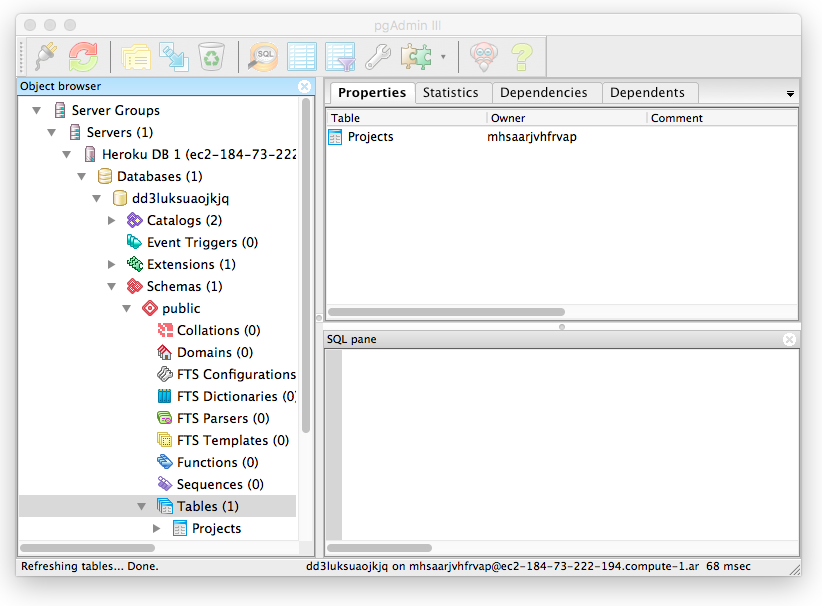 pgAdmin III
SQL
Object browser
Server Groups
Servers (1)
Heroku DB 1 (ec2-184-73-222
Databases (1)
dd3luksuaojkjq
Catalogs (2)
Event Triggers (0)
Extensions (1)
Schemas (1)
public
Collations (0)
Domains (0)
FTS Configurations
FTS Dictionaries (0)
FTS Parsers (0)
FTS Templates (0)
Functions (0)
Sequences (0)
Tables (1)
Projects
Properties Statistics Dependencies Dependents
Table Owner Comment
Projects mhsaarjvhfrvap
SQL pane
Refreshing tables... Done. dd3luksuaojkjq on mhsaarjvhfrvap@ec2-184-73-222-194.compute-1.ar 68 msec